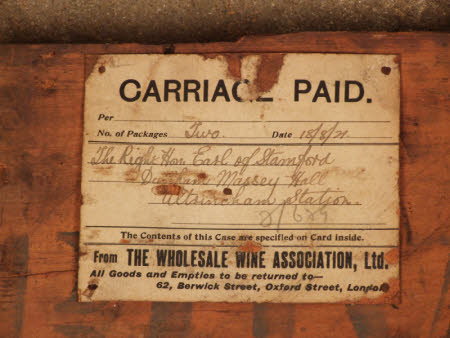 CARRIAGE PAID.
Per
No. of Packages Two. Date 18/8/21
The Right Hon. Earl of Stamford
Dunham Massey Hall
Altrincham Station.
The Contents of this Case are specified on Card inside.
From THE WHOLESALE WINE ASSOCIATION, Ltd.
All Goods and Empties to be returned to—
62, Berwick Street, Oxford Street, London